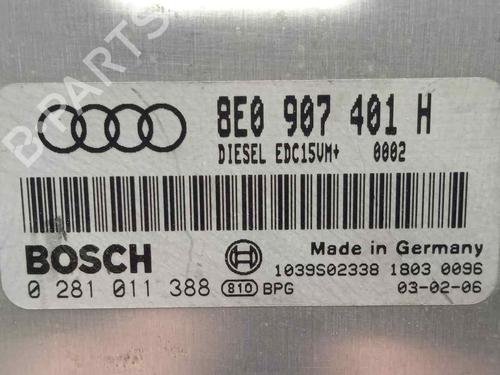 B-PARTS
8E0 907 401 H
DIESEL EDC15VM+ 0002
BOSCH
Made in Germany
1039S02338 1803 0096
0 281 011 388 810 BPG 03-02-06